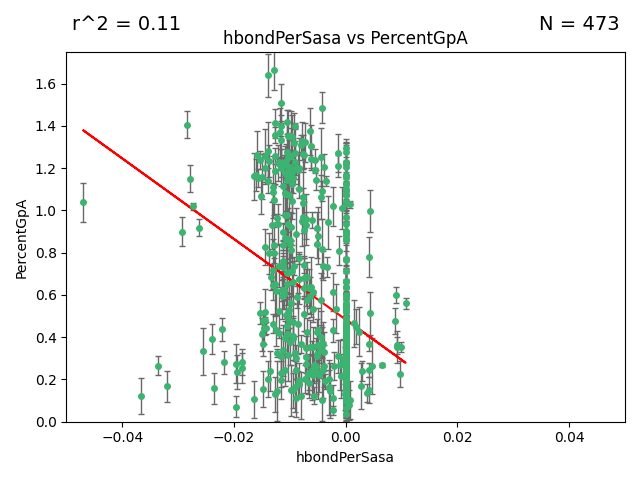 r^2 = 0.11
N = 473
hbondPerSasa vs PercentGpA
1.6
1.4
1.2
1.0
0.8
0.6
0.4
0.2
0.0
PercentGpA
−0.04
−0.02
0.00
0.02
0.04
hbondPerSasa